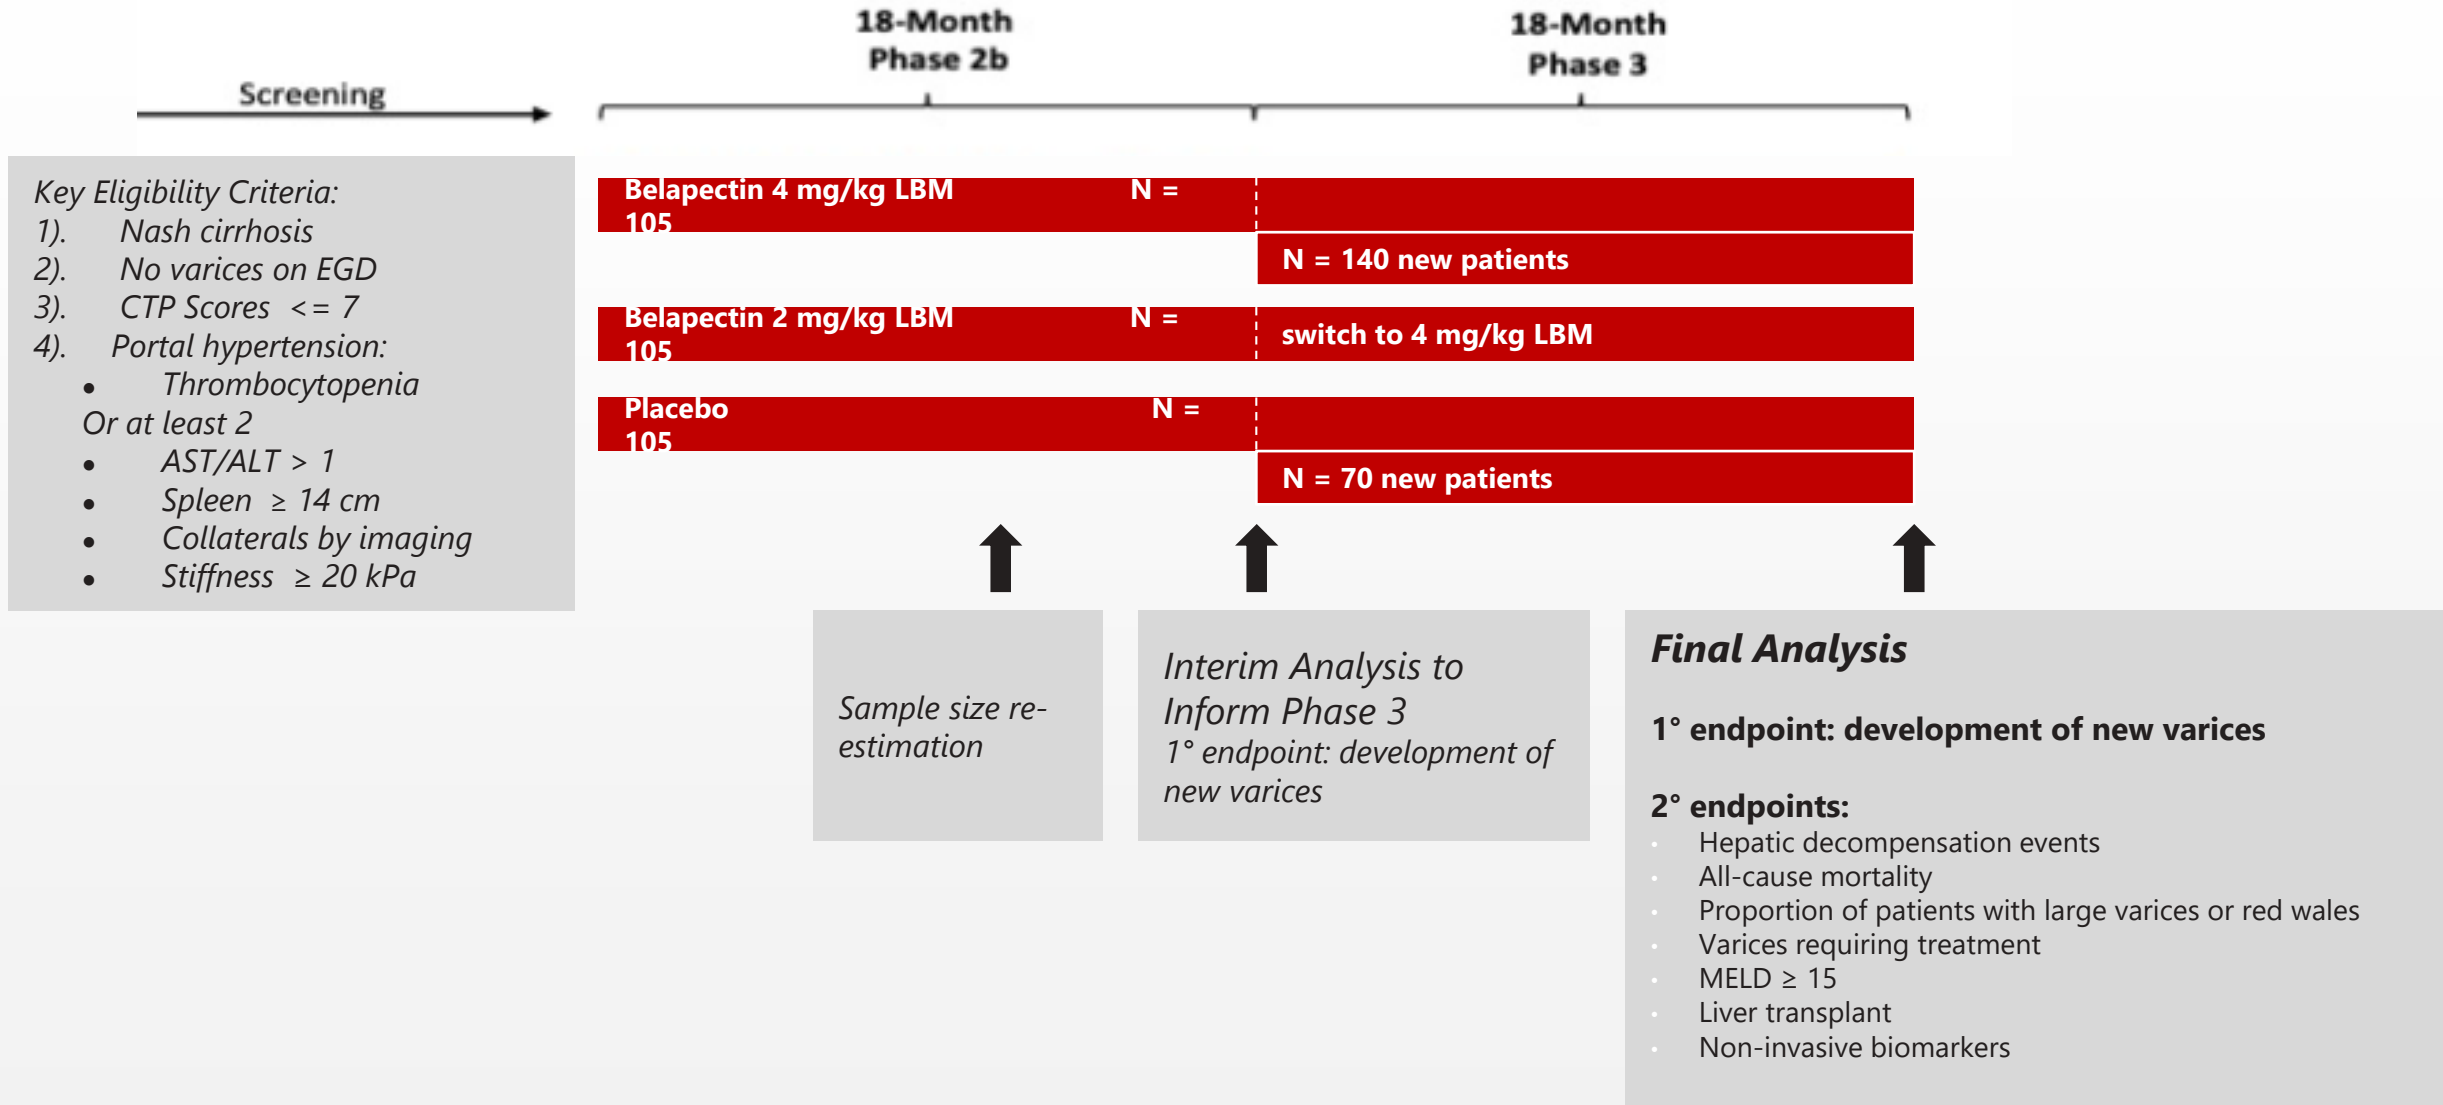 18-Month
Phase 2b
18-Month
Phase 3
Screening
Key Eligibility Criteria:
1). Nash cirrhosis
2). No varices on EGD
3). CTP Scores <= 7
4). Portal hypertension:
• Thrombocytopenia
Or at least 2
• AST/ALT > 1
• Spleen ≥ 14 cm
• Collaterals by imaging
• Stiffness ≥ 20 kPa
Belapectin 4 mg/kg LBM N =
105
N = 140 new patients
Belapectin 2 mg/kg LBM N =
105
switch to 4 mg/kg LBM
Placebo N =
105
N = 70 new patients
Sample size re-
estimation
Interim Analysis to
Inform Phase 3
1° endpoint: development of
new varices
Final Analysis
1° endpoint: development of new varices
2° endpoints:
• Hepatic decompensation events
• All-cause mortality
• Proportion of patients with large varices or red wales
• Varices requiring treatment
• MELD ≥ 15
• Liver transplant
• Non-invasive biomarkers